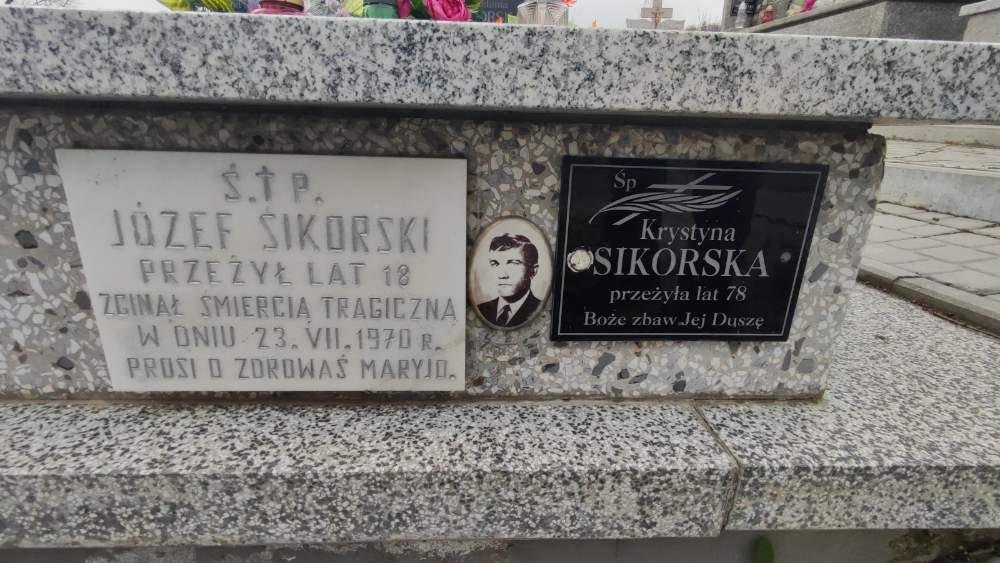 Ś.†P.
JÓZEF SIKORSKI
PRZEŻYŁ LAT 18
ZGINĄŁ ŚMIERCIĄ TRAGICZNĄ
W DNIU 23.VII.1970 R.
PROSI O ZDROWAŚ MARYJO.
Śp
Krystyna
SIKORSKA
przeżyła lat 78
Boże zbaw Jej Duszę